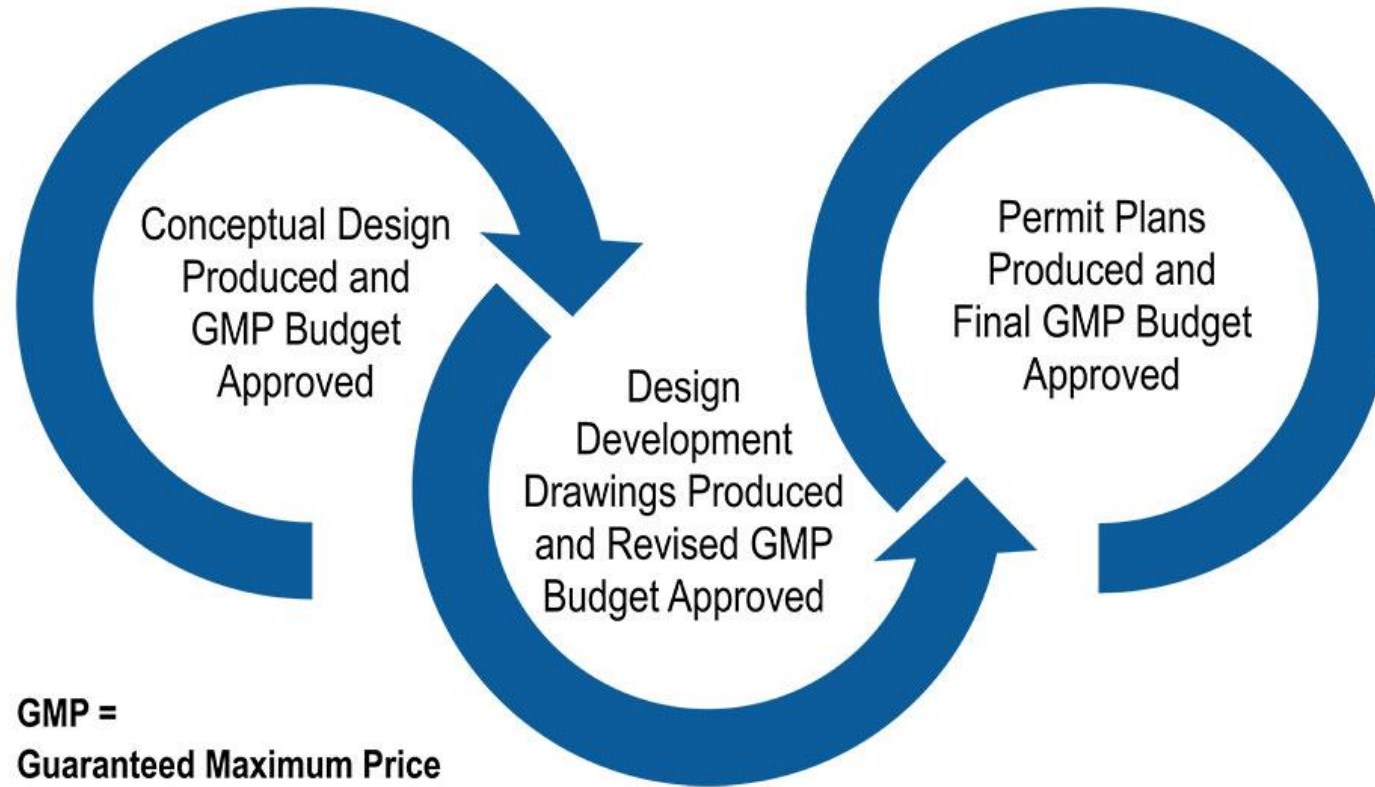 Conceptual Design
Produced and
GMP Budget
Approved
Design
Development
Drawings Produced
and Revised GMP
Budget Approved
Permit Plans
Produced and
Final GMP Budget
Approved
GMP =
Guaranteed Maximum Price